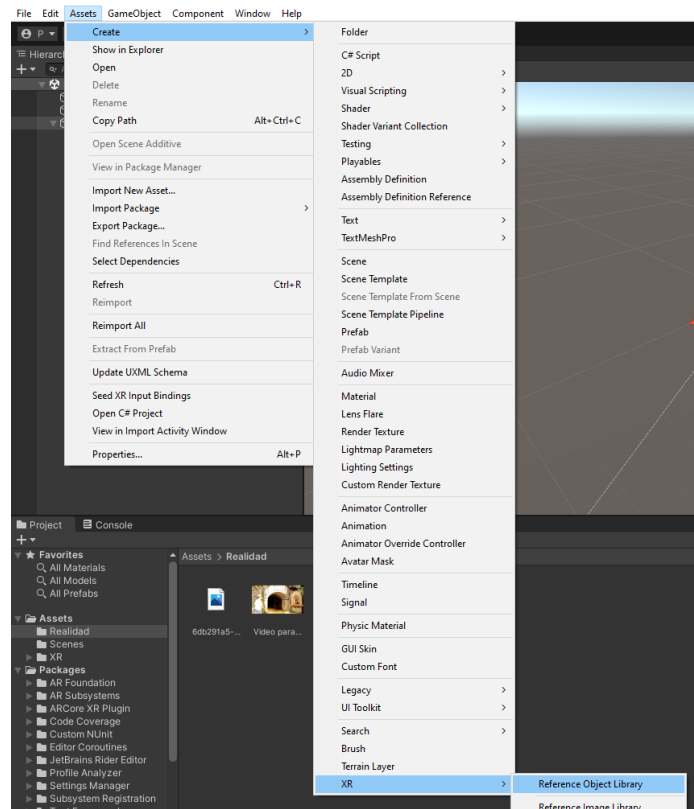 File Edit Assets GameObject Component Window Help
P
Hierarc
Create
Show in Explorer
Open
Delete
Rename
Copy Path Alt+Ctrl+C
Open Scene Additive
View in Package Manager
Import New Asset...
Import Package
Export Package...
Find References In Scene
Select Dependencies
Refresh Ctrl+R
Reimport
Reimport All
Extract From Prefab
Update UXML Schema
Seed XR Input Bindings
Open C# Project
View in Import Activity Window
Properties... Alt+P
Folder
C# Script
2D
Visual Scripting
Shader
Shader Variant Collection
Testing
Playables
Assembly Definition
Assembly Definition Reference
Text
TextMeshPro
Scene
Scene Template
Scene Template From Scene
Scene Template Pipeline
Prefab
Prefab Variant
Audio Mixer
Material
Lens Flare
Render Texture
Lightmap Parameters
Lighting Settings
Custom Render Texture
Animator Controller
Animation
Animator Override Controller
Avatar Mask
Timeline
Signal
Physic Material
GUI Skin
Custom Font
Legacy
UI Toolkit
Search
Brush
Terrain Layer
XR
Reference Object Library
Reference Image Library
Project Console
Favorites
All Materials
All Models
All Prefabs
Assets
Realidad
Scenes
XR
Packages
AR Foundation
AR Subsystems
ARCore XR Plugin
Code Coverage
Custom NUnit
Editor Coroutines
JetBrains Rider Editor
Profile Analyzer
Settings Manager
Subsystem Registration
Assets > Realidad
6db291a5-... Video para...